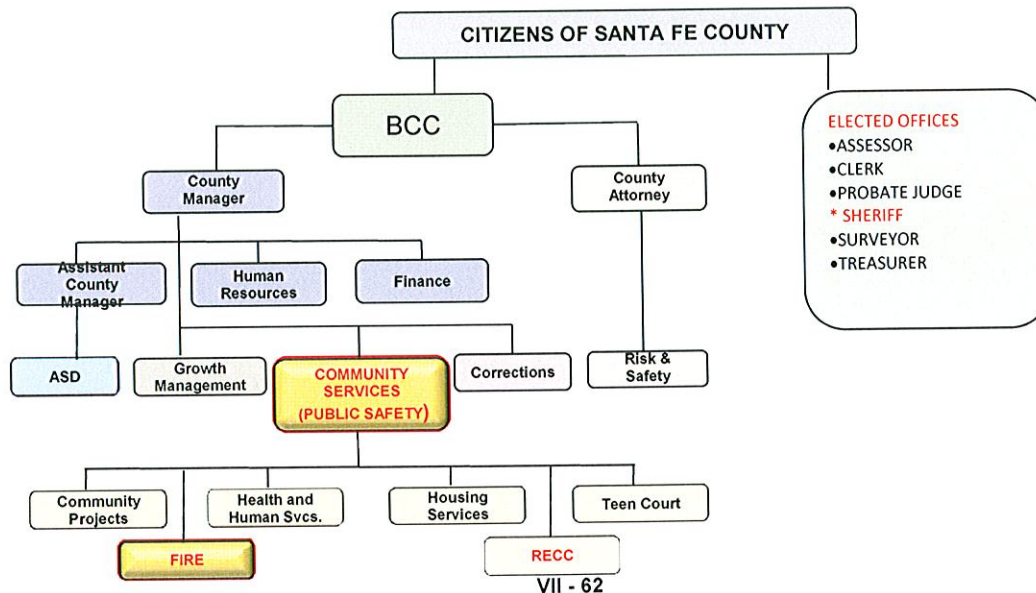 CITIZENS OF SANTA FE COUNTY
BCC
County
Manager
County
Attorney
ELECTED OFFICES
•ASSESSOR
•CLERK
•PROBATE JUDGE
* SHERIFF
•SURVEYOR
•TREASURER
Assistant
County
Manager
Human
Resources
Finance
ASD
Growth
Management
COMMUNITY
SERVICES
(PUBLIC SAFETY)
Corrections
Risk &
Safety
Community
Projects
Health and
Human Svcs.
Housing
Services
Teen Court
FIRE
RECC
VII - 62